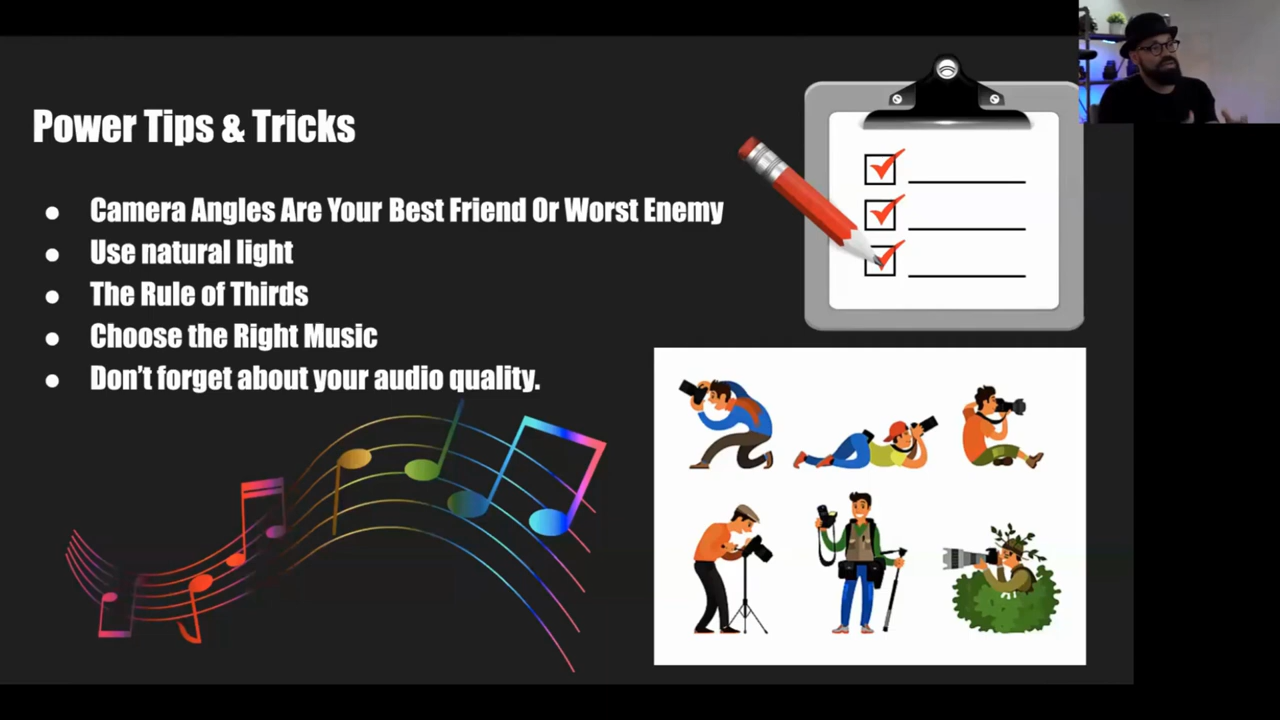 Power Tips & Tricks
● Camera Angles Are Your Best Friend Or Worst Enemy
● Use natural light
● The Rule of Thirds
● Choose the Right Music
● Don’t forget about your audio quality.